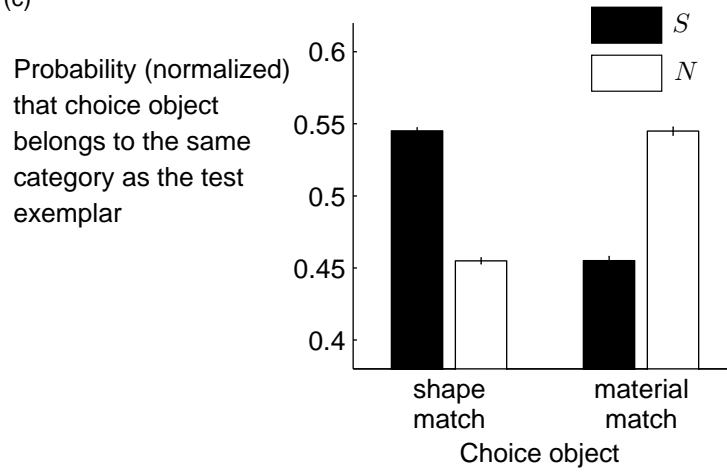 (c)
Probability (normalized)
that choice object
belongs to the same
category as the test
exemplar
0.6
0.55
0.5
0.45
0.4
S
N
shape
match
material
match
Choice object